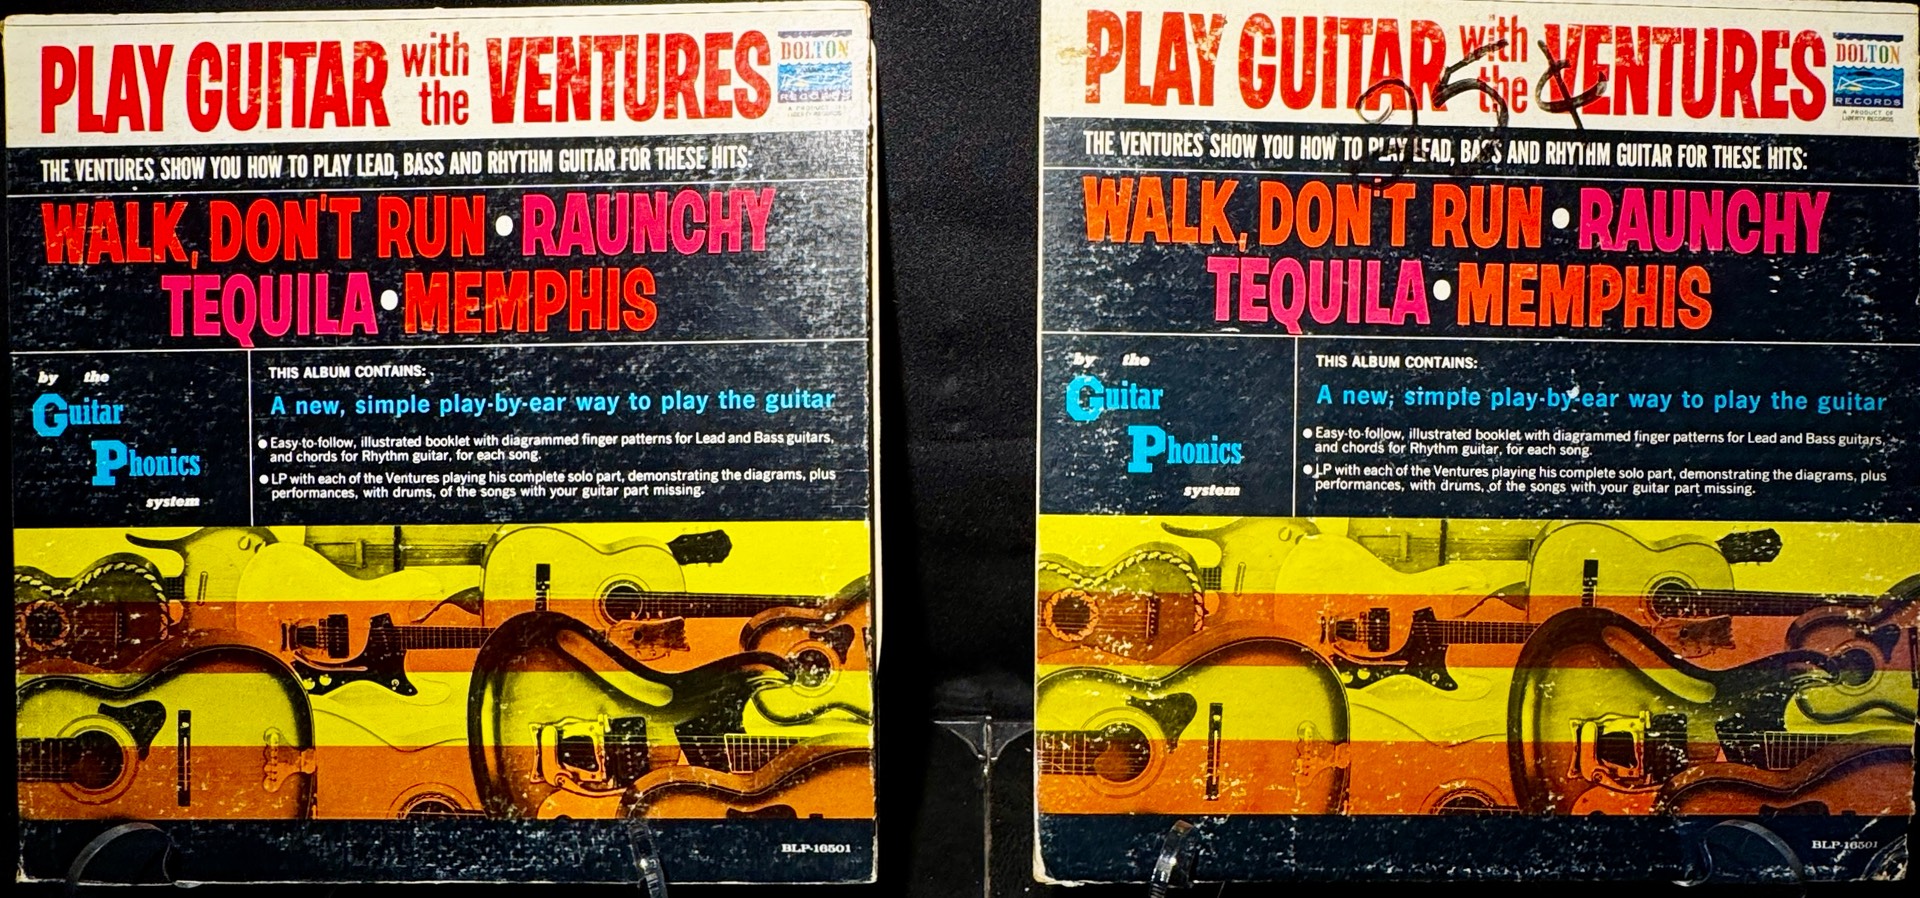 PLAY GUITAR with the VENTURES
DOLTON
RECORDS
A PRODUCT OF
LIBERTY RECORDS
THE VENTURES SHOW YOU HOW TO PLAY LEAD, BASS AND RHYTHM GUITAR FOR THESE HITS:
WALK, DON'T RUN • RAUNCHY
TEQUILA • MEMPHIS
by the
Guitar
Phonics
system
THIS ALBUM CONTAINS:
A new, simple play-by-ear way to play the guitar
• Easy-to-follow, illustrated booklet with diagrammed finger patterns for Lead and Bass guitars,
and chords for Rhythm guitar, for each song.
• LP with each of the Ventures playing his complete solo part, demonstrating the diagrams, plus
performances, with drums, of the songs with your guitar part missing.
BLP-16501
PLAY GUITAR with the VENTURES
25¢
DOLTON
RECORDS
A PRODUCT OF
LIBERTY RECORDS
THE VENTURES SHOW YOU HOW TO PLAY LEAD, BASS AND RHYTHM GUITAR FOR THESE HITS:
WALK, DON'T RUN • RAUNCHY
TEQUILA • MEMPHIS
by the
Guitar
Phonics
system
THIS ALBUM CONTAINS:
A new, simple play-by-ear way to play the guitar
• Easy-to-follow, illustrated booklet with diagrammed finger patterns for Lead and Bass guitars,
and chords for Rhythm guitar, for each song.
• LP with each of the Ventures playing his complete solo part, demonstrating the diagrams, plus
performances, with drums, of the songs with your guitar part missing.
BLP-16501